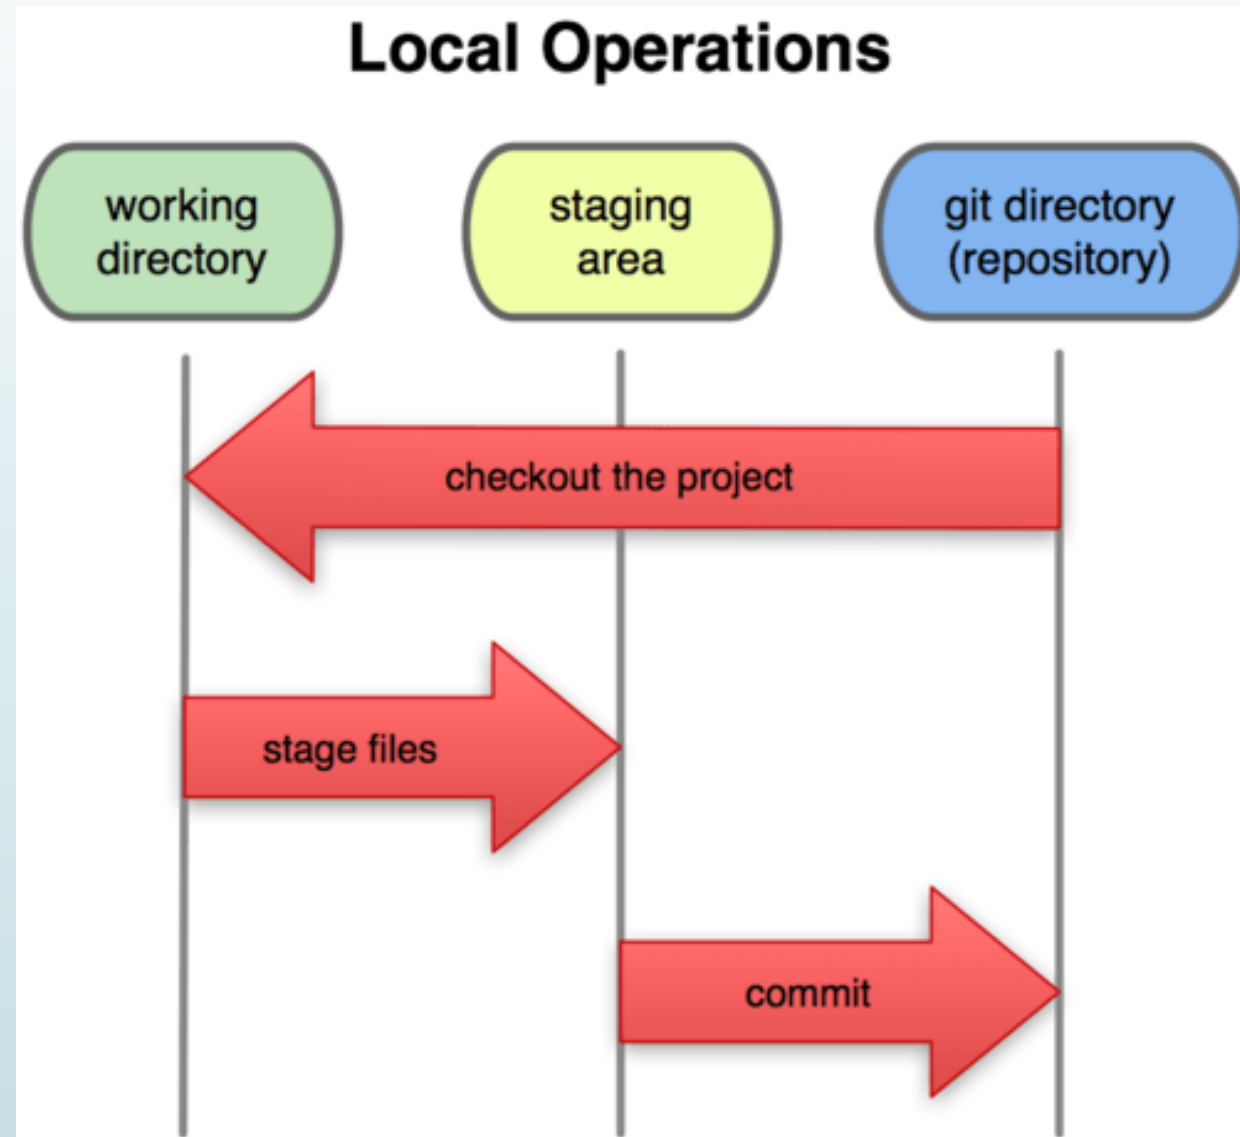 Local Operations
working
directory
staging
area
git directory
(repository)
checkout the project
stage files
commit